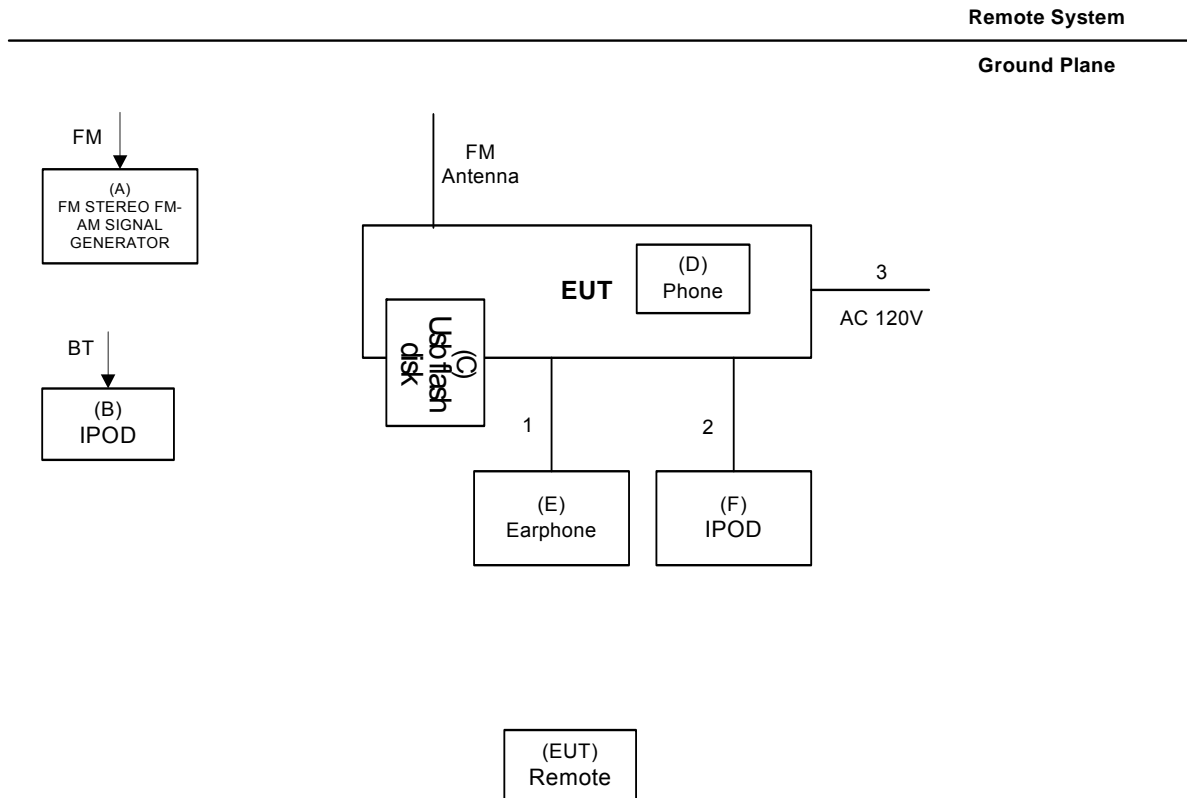 Remote System
Ground Plane
FM
(A)
FM STEREO FM-
AM SIGNAL
GENERATOR
FM
Antenna
EUT
(D)
Phone
3
AC 120V
(C)
Usb flash
disk
BT
(B)
IPOD
1
2
(E)
Earphone
(F)
IPOD
(EUT)
Remote